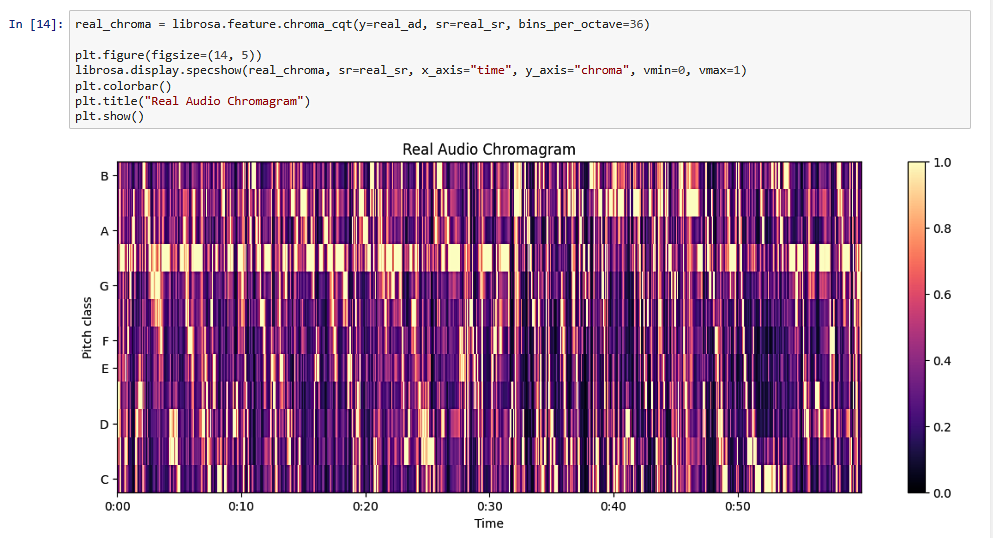 In [14]: real_chroma = librosa.feature.chroma_cqt(y=real_ad, sr=real_sr, bins_per_octave=36)
plt.figure(figsize=(14, 5))
librosa.display.specshow(real_chroma, sr=real_sr, x_axis="time", y_axis="chroma", vmin=0, vmax=1)
plt.colorbar()
plt.title("Real Audio Chromagram")
plt.show()
Real Audio Chromagram
B
A
G
F
E
D
C
Pitch class
0:00 0:10 0:20 0:30 0:40 0:50
Time
1.0
0.8
0.6
0.4
0.2
0.0